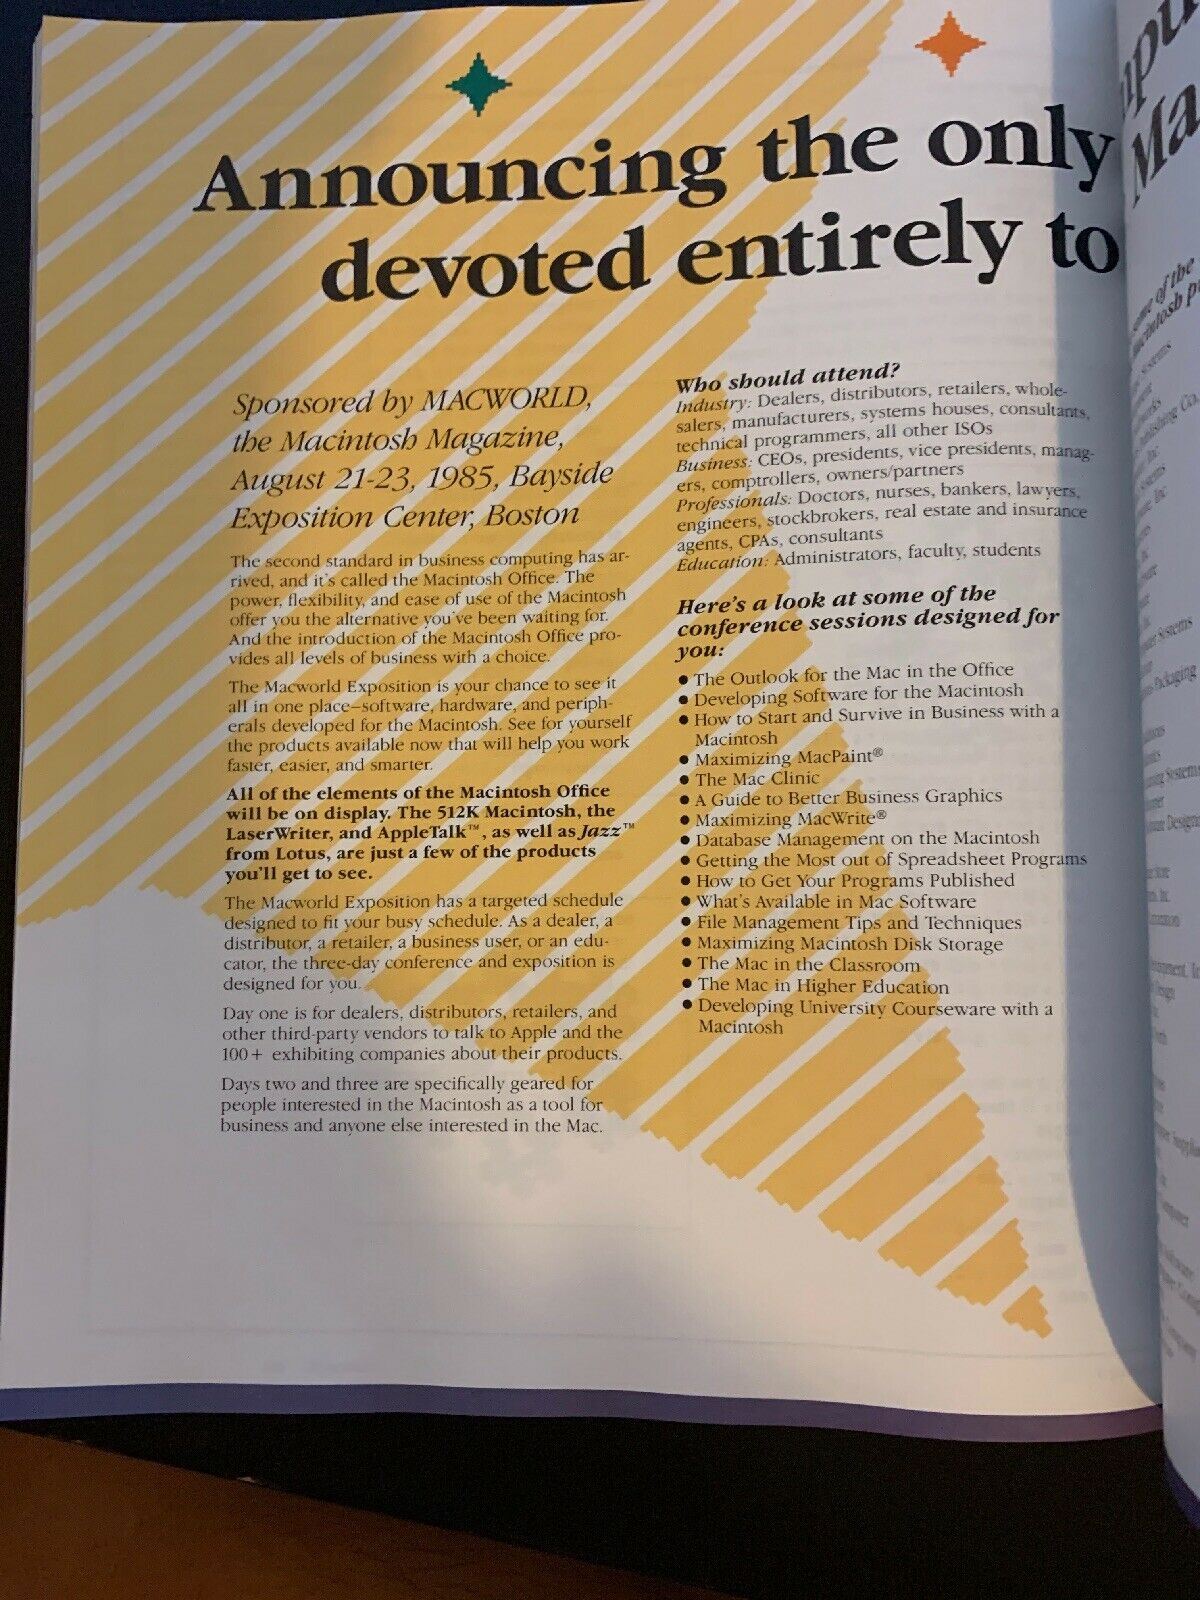 Announcing the only
devoted entirely to
Sponsored by MACWORLD,
the Macintosh Magazine,
August 21-23, 1985, Bayside
Exposition Center, Boston
The second standard in business computing has ar-
rived, and it's called the Macintosh Office. The
power, flexibility, and ease of use of the Macintosh
offer you the alternative you've been waiting for.
And the introduction of the Macintosh Office pro-
vides all levels of business with a choice.
The Macworld Exposition is your chance to see it
all in one place–software, hardware, and periph-
erals developed for the Macintosh. See for yourself
the products available now that will help you work
faster, easier, and smarter.
All of the elements of the Macintosh Office
will be on display. The 512K Macintosh, the
LaserWriter, and AppleTalk™, as well as Jazz™
from Lotus, are just a few of the products
you'll get to see.
The Macworld Exposition has a targeted schedule
designed to fit your busy schedule. As a dealer, a
distributor, a retailer, a business user, or an edu-
cator, the three-day conference and exposition is
designed for you.
Day one is for dealers, distributors, retailers, and
other third-party vendors to talk to Apple and the
100+ exhibiting companies about their products.
Days two and three are specifically geared for
people interested in the Macintosh as a tool for
business and anyone else interested in the Mac.
Who should attend?
Industry: Dealers, distributors, retailers, whole-
salers, manufacturers, systems houses, consultants,
technical programmers, all other ISOs
Business: CEOs, presidents, vice presidents, manag-
ers, comptrollers, owners/partners
Professionals: Doctors, nurses, bankers, lawyers,
engineers, stockbrokers, real estate and insurance
agents, CPAs, consultants
Education: Administrators, faculty, students
Here's a look at some of the
conference sessions designed for
you:
• The Outlook for the Mac in the Office
• Developing Software for the Macintosh
• How to Start and Survive in Business with a
Macintosh
• Maximizing MacPaint®
• The Mac Clinic
• A Guide to Better Business Graphics
• Maximizing MacWrite®
• Database Management on the Macintosh
• Getting the Most out of Spreadsheet Programs
• How to Get Your Programs Published
• What's Available in Mac Software
• File Management Tips and Techniques
• Maximizing Macintosh Disk Storage
• The Mac in the Classroom
• The Mac in Higher Education
• Developing University Courseware with a
Macintosh
of the
Systems
Publishing Co.
Systems
Packaging
Systems
Store